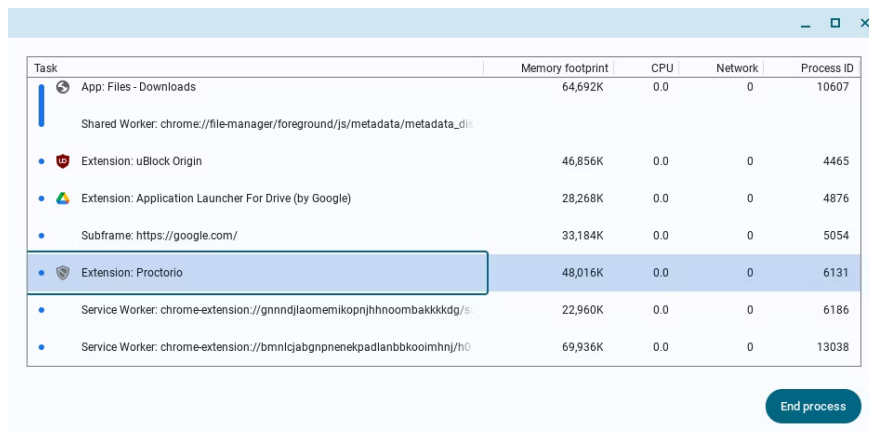 Task Memory footprint CPU Network Process ID
App: Files - Downloads 64,692K 0.0 0 10607
Shared Worker: chrome://file-manager/foreground/js/metadata/metadata_dis
Extension: uBlock Origin 46,856K 0.0 0 4465
Extension: Application Launcher For Drive (by Google) 28,268K 0.0 0 4876
Subframe: https://google.com/ 33,184K 0.0 0 5054
Extension: Proctorio 48,016K 0.0 0 6131
Service Worker: chrome-extension://gnnndjlaomemikopnjhhnoombakkkkdg/s 22,960K 0.0 0 6186
Service Worker: chrome-extension://bmnlcjabgnpnenekpadlanbbkooimhnj/h0 69,936K 0.0 0 13038
End process